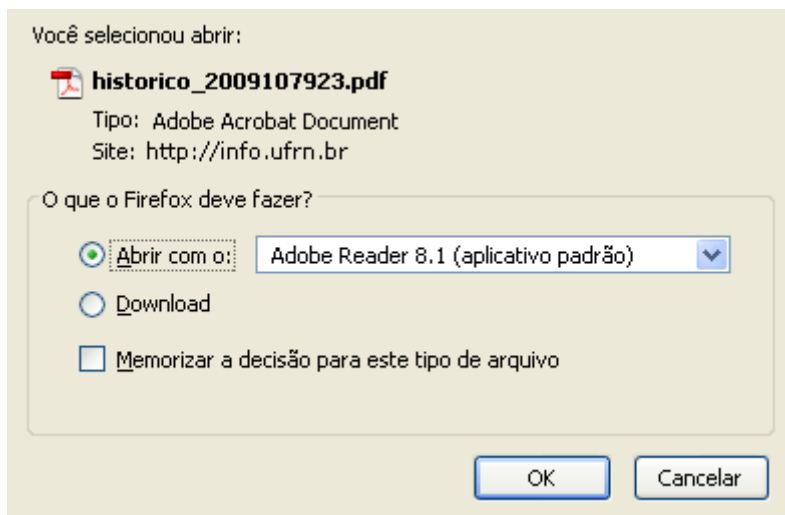 Você selecionou abrir:
historico_2009107923.pdf
Tipo: Adobe Acrobat Document
Site: http://info.ufrn.br
O que o Firefox deve fazer?
Abrir com o: Adobe Reader 8.1 (aplicativo padrão)
Download
Memorizar a decisão para este tipo de arquivo
OK Cancelar